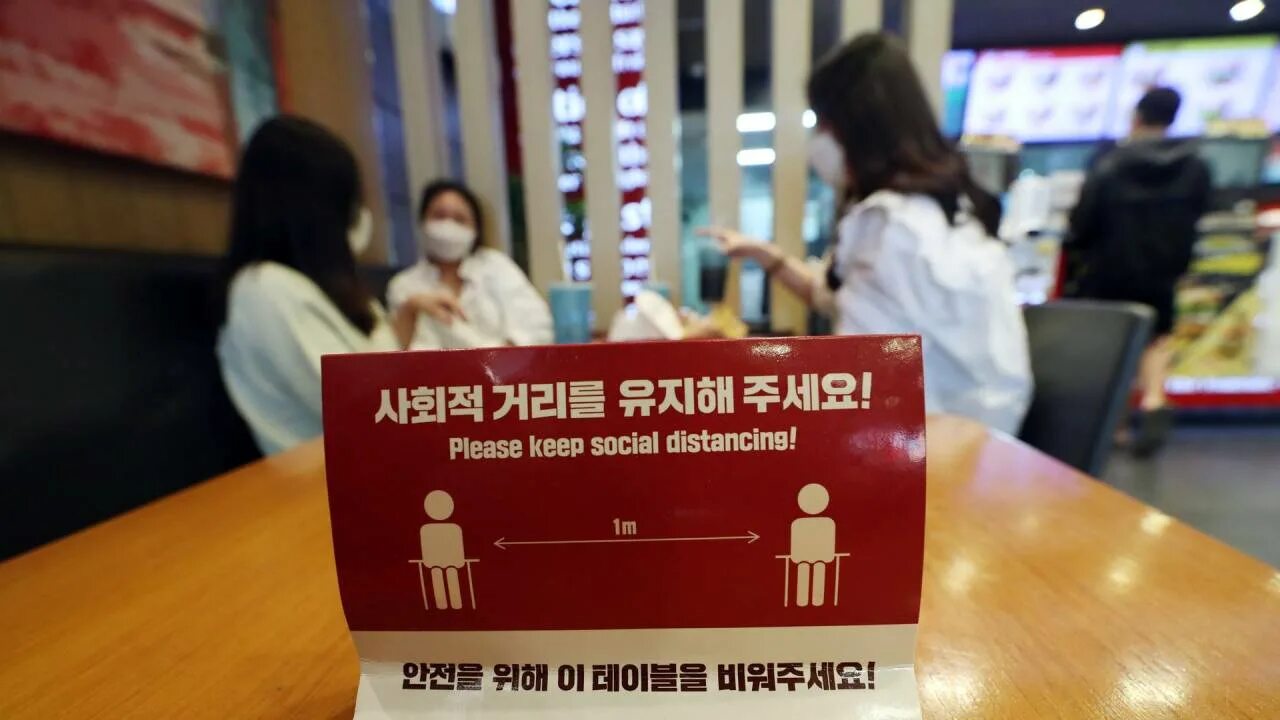 사회적 거리를 유지해 주세요!
Please keep social distancing!
1m
안전을 위해 이 테이블을 비워주세요!